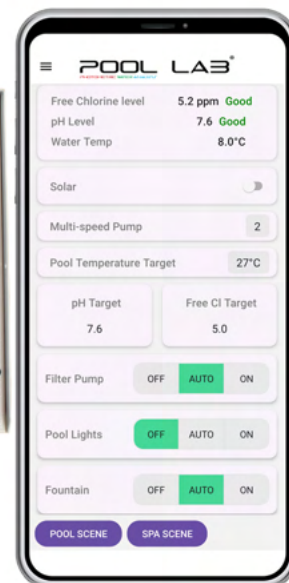 POOL LAB
Free Chlorine level 5.2 ppm Good
pH Level 7.6 Good
Water Temp 8.0°C
Solar
Multi-speed Pump 2
Pool Temperature Target 27°C
pH Target Free Cl Target
7.6 5.0
Filter Pump OFF AUTO ON
Pool Lights OFF AUTO ON
Fountain OFF AUTO ON
POOL SCENE SPA SCENE